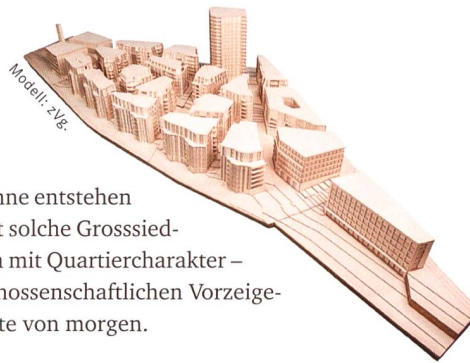 Modell: zVg.
nne entstehen
t solche Grosssied-
n mit Quartiercharakter –
nossenschaftlichen Vorzeige-
te von morgen.